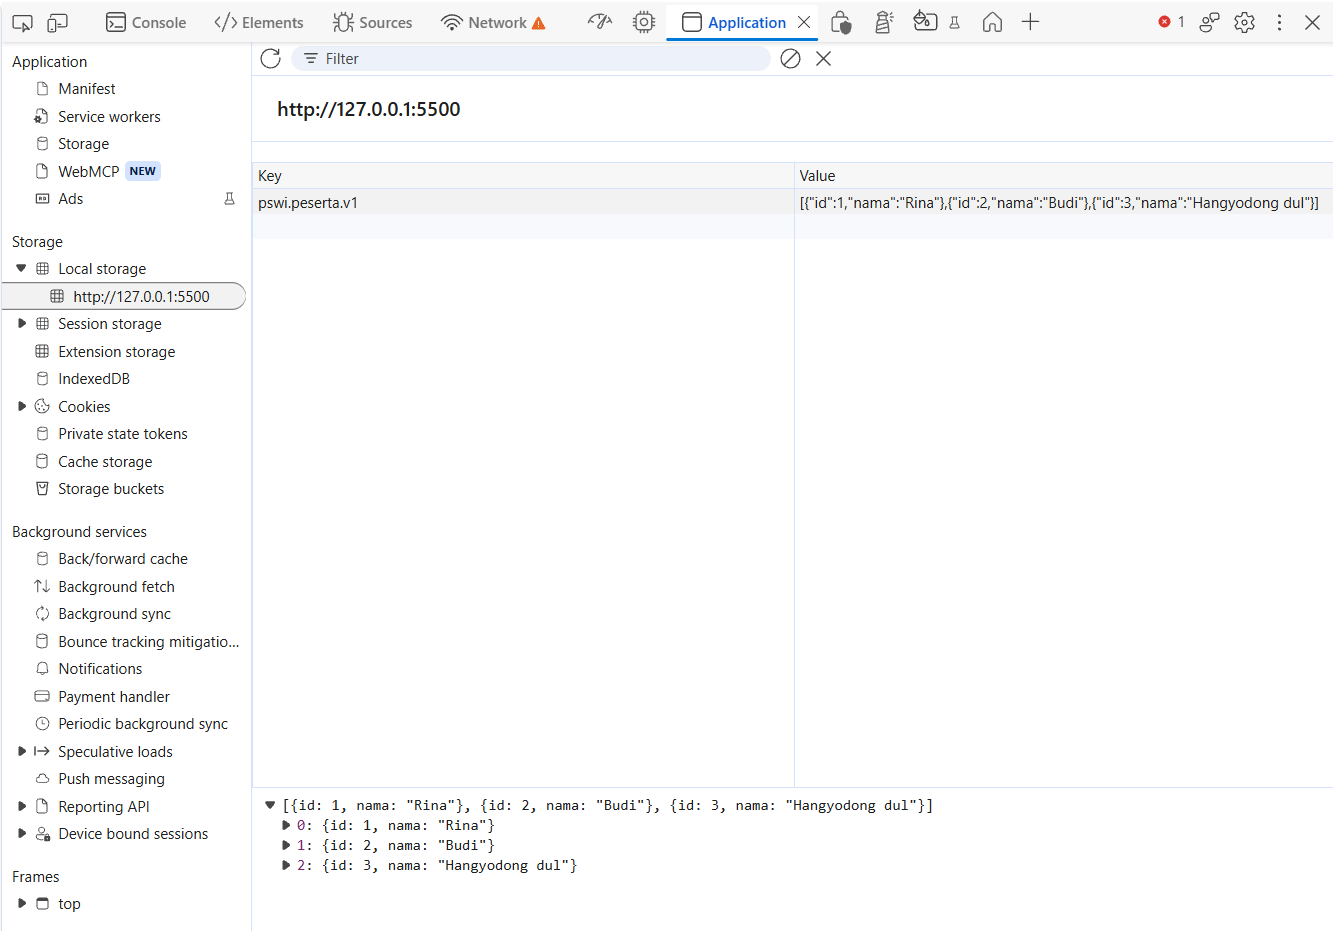 Console Elements Sources Network Application 1
Application
Manifest
Service workers
Storage
WebMCP NEW
Ads
Storage
Local storage
http://127.0.0.1:5500
Session storage
Extension storage
IndexedDB
Cookies
Private state tokens
Cache storage
Storage buckets
Background services
Back/forward cache
Background fetch
Background sync
Bounce tracking mitigatio...
Notifications
Payment handler
Periodic background sync
Speculative loads
Push messaging
Reporting API
Device bound sessions
Frames
top
Filter
http://127.0.0.1:5500
Key Value
pswi.peserta.v1 [{"id":1,"nama":"Rina"},{"id":2,"nama":"Budi"},{"id":3,"nama":"Hangyodong dul"}]
[{id: 1, nama: "Rina"}, {id: 2, nama: "Budi"}, {id: 3, nama: "Hangyodong dul"}]
0: {id: 1, nama: "Rina"}
1: {id: 2, nama: "Budi"}
2: {id: 3, nama: "Hangyodong dul"}